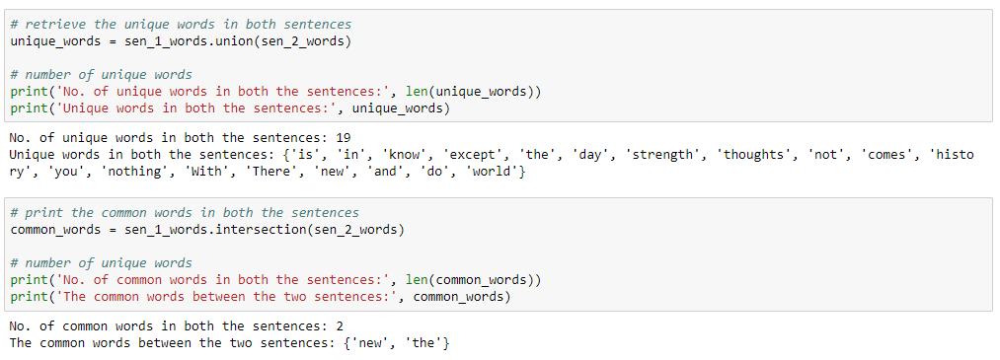 # retrieve the unique words in both sentences
unique_words = sen_1_words.union(sen_2_words)
# number of unique words
print('No. of unique words in both the sentences:', len(unique_words))
print('Unique words in both the sentences:', unique_words)
No. of unique words in both the sentences: 19
Unique words in both the sentences: {'is', 'in', 'know', 'except', 'the', 'day', 'strength', 'thoughts', 'not', 'comes', 'histo
ry', 'you', 'nothing', 'With', 'There', 'new', 'and', 'do', 'world'}
# print the common words in both the sentences
common_words = sen_1_words.intersection(sen_2_words)
# number of unique words
print('No. of common words in both the sentences:', len(common_words))
print('The common words between the two sentences:', common_words)
No. of common words in both the sentences: 2
The common words between the two sentences: {'new', 'the'}